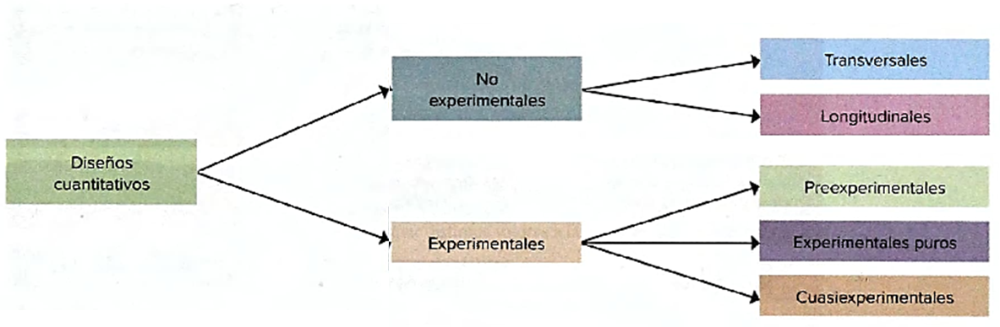 Diseños
cuantitativos
No
experimentales
Experimentales
Transversales
Longitudinales
Preexperimentales
Experimentales puros
Cuasiexperimentales